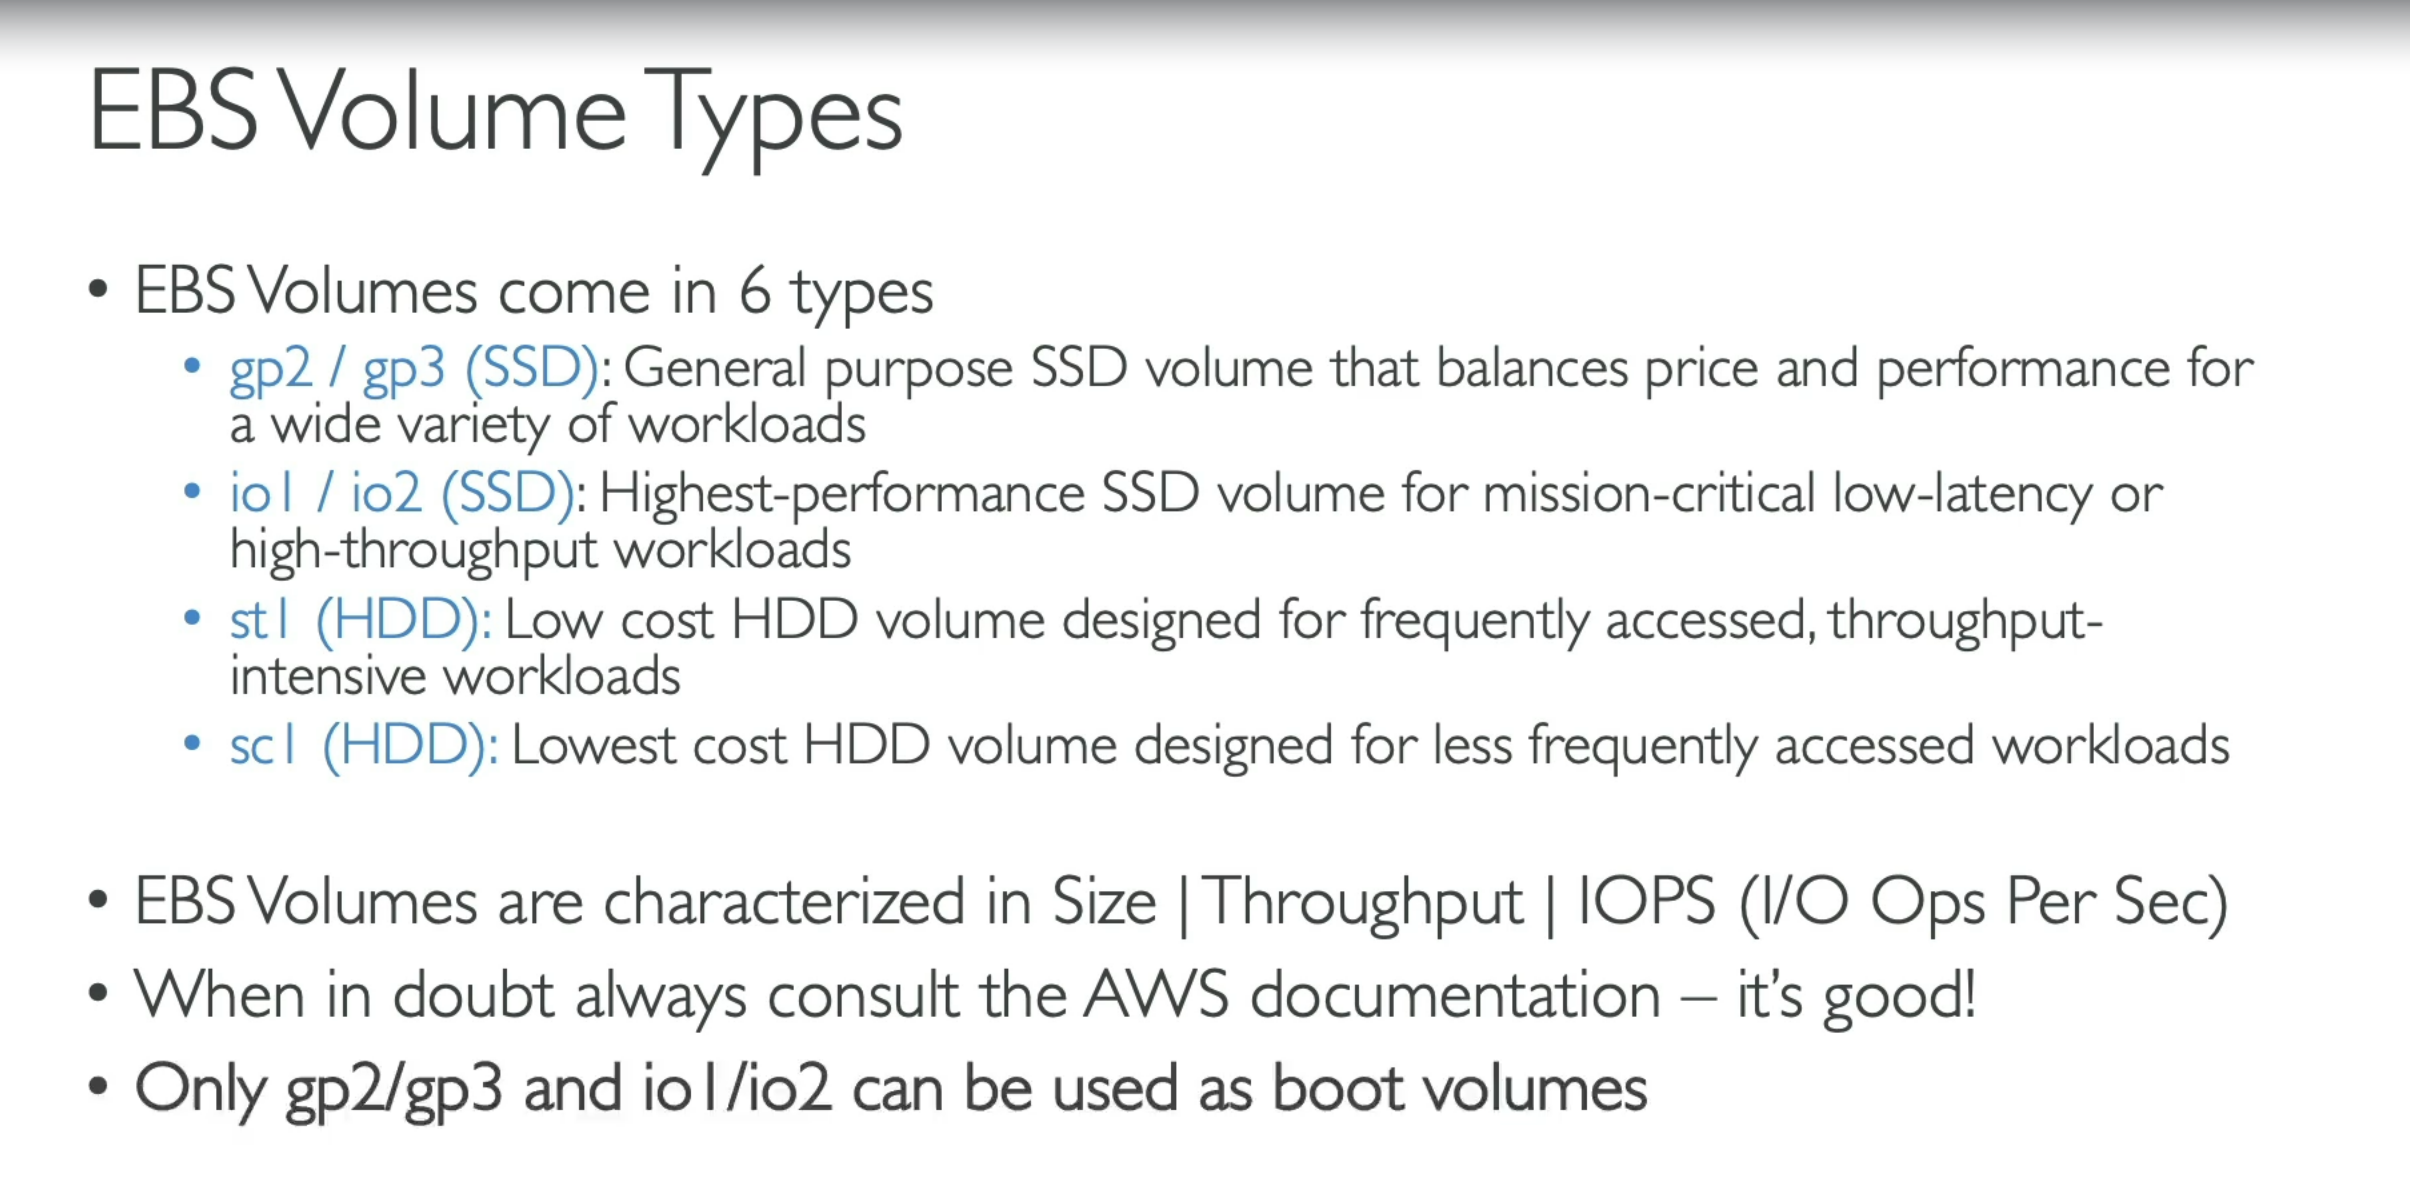 EBS Volume Types
• EBS Volumes come in 6 types
• gp2 / gp3 (SSD): General purpose SSD volume that balances price and performance for
a wide variety of workloads
• io1 / io2 (SSD): Highest-performance SSD volume for mission-critical low-latency or
high-throughput workloads
• st1 (HDD): Low cost HDD volume designed for frequently accessed, throughput-
intensive workloads
• sc1 (HDD): Lowest cost HDD volume designed for less frequently accessed workloads
• EBS Volumes are characterized in Size | Throughput | IOPS (I/O Ops Per Sec)
• When in doubt always consult the AWS documentation – it’s good!
• Only gp2/gp3 and io1/io2 can be used as boot volumes